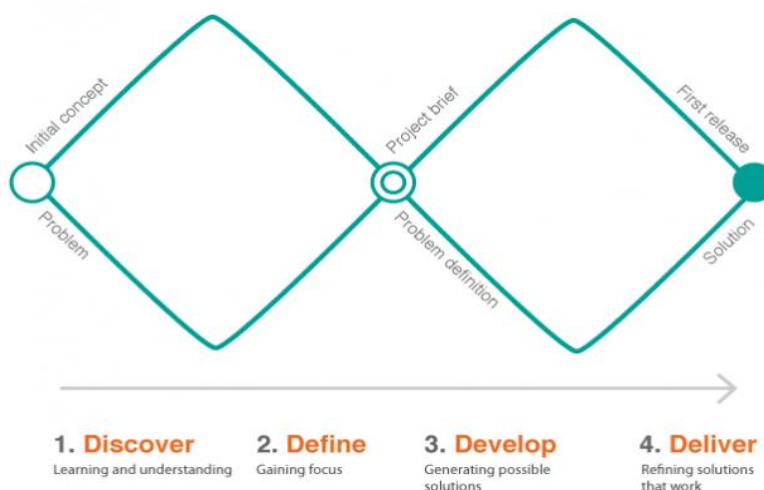 Initial concept
Problem
Project brief
Problem definition
First release
Solution
1. Discover
Learning and understanding
2. Define
Gaining focus
3. Develop
Generating possible
solutions
4. Deliver
Refining solutions
that work